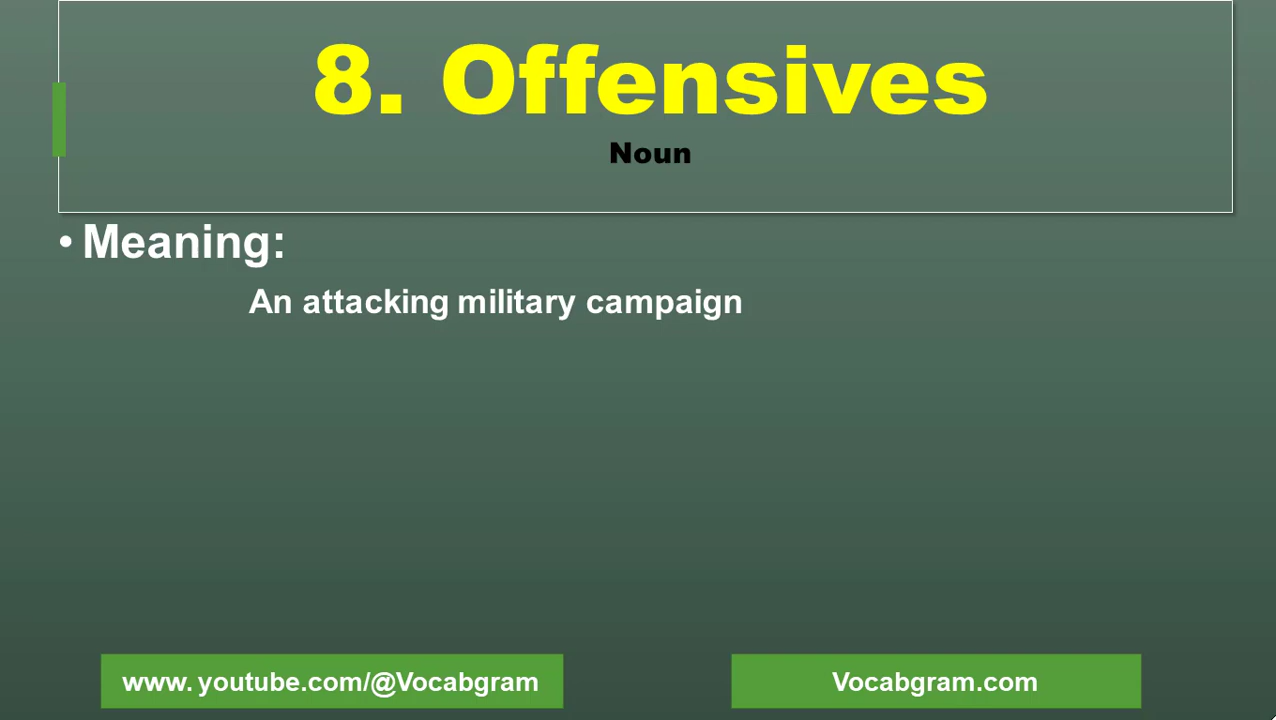 8. Offensives
Noun
• Meaning:
An attacking military campaign
www. youtube.com/@Vocabgram
Vocabgram.com